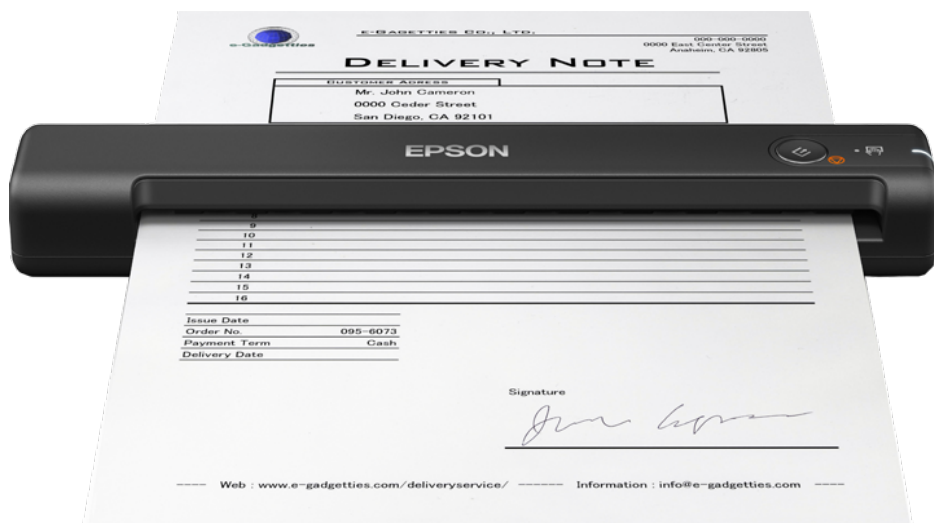 e-Gadgetties
E-GAGETTIES CO., LTD.
000-000-0000
0000 East Center Street
Anaheim, CA 92805
DELIVERY NOTE
CUSTOMER ADRESS
Mr. John Cameron
0000 Ceder Street
San Diego, CA 92101
EPSON
8
9
10
11
12
13
14
15
16
Issue Date
Order No. 095-6073
Payment Term Cash
Delivery Date
Signature
---- Web : www.e-gadgetties.com/deliveryservice/ ------ Information : info@e-gadgetties.com ----